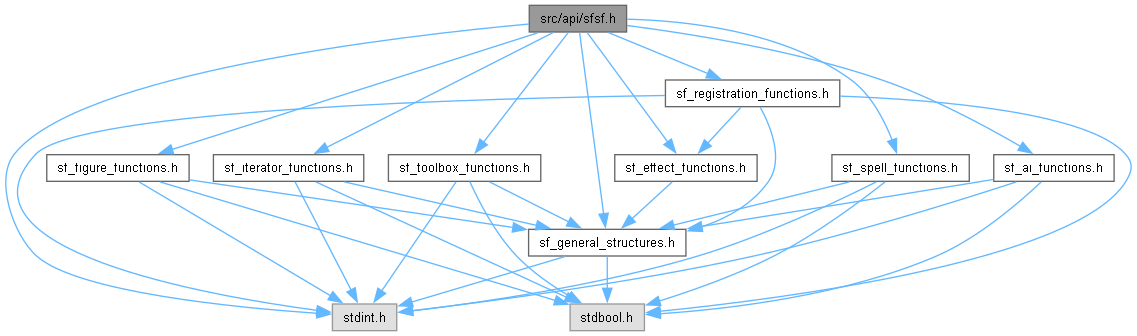 src/api/sfsf.h
sf_registration_functions.h
sf_figure_functions.h
sf_iterator_functions.h
sf_toolbox_functions.h
sf_effect_functions.h
sf_spell_functions.h
sf_ai_functions.h
sf_general_structures.h
stdint.h
stdbool.h